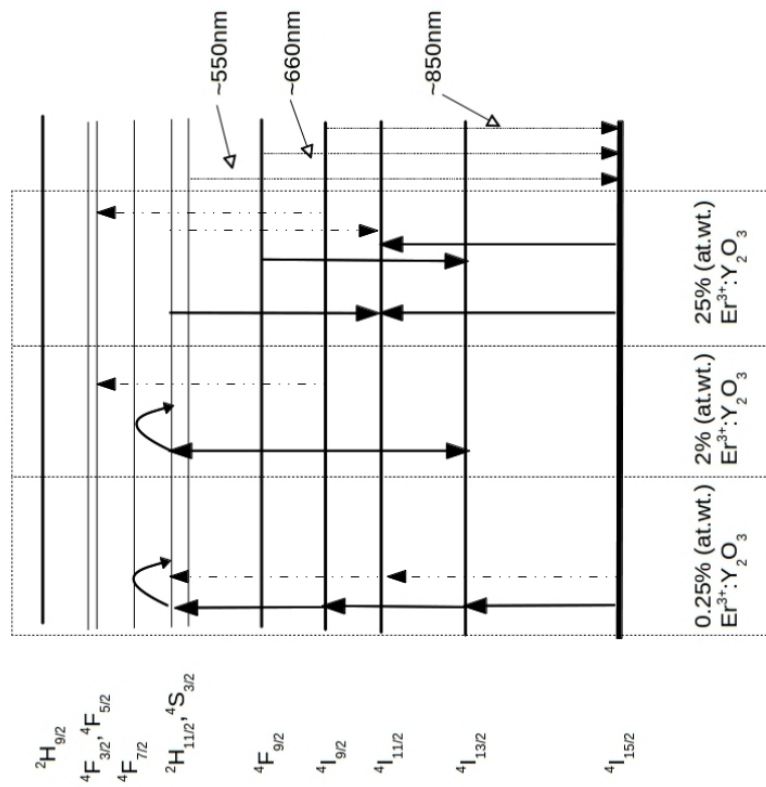 ~550nm
~660nm
~850nm
²H₉/₂
⁴F₃/₂, ⁴F₅/₂
⁴F₇/₂
²H₁₁/₂, ⁴S₃/₂
⁴F₉/₂
⁴I₉/₂
⁴I₁₁/₂
⁴I₁₃/₂
⁴I₁₅/₂
0.25% (at.wt.)
Er³⁺:Y₂O₃
2% (at.wt.)
Er³⁺:Y₂O₃
25% (at.wt.)
Er³⁺:Y₂O₃